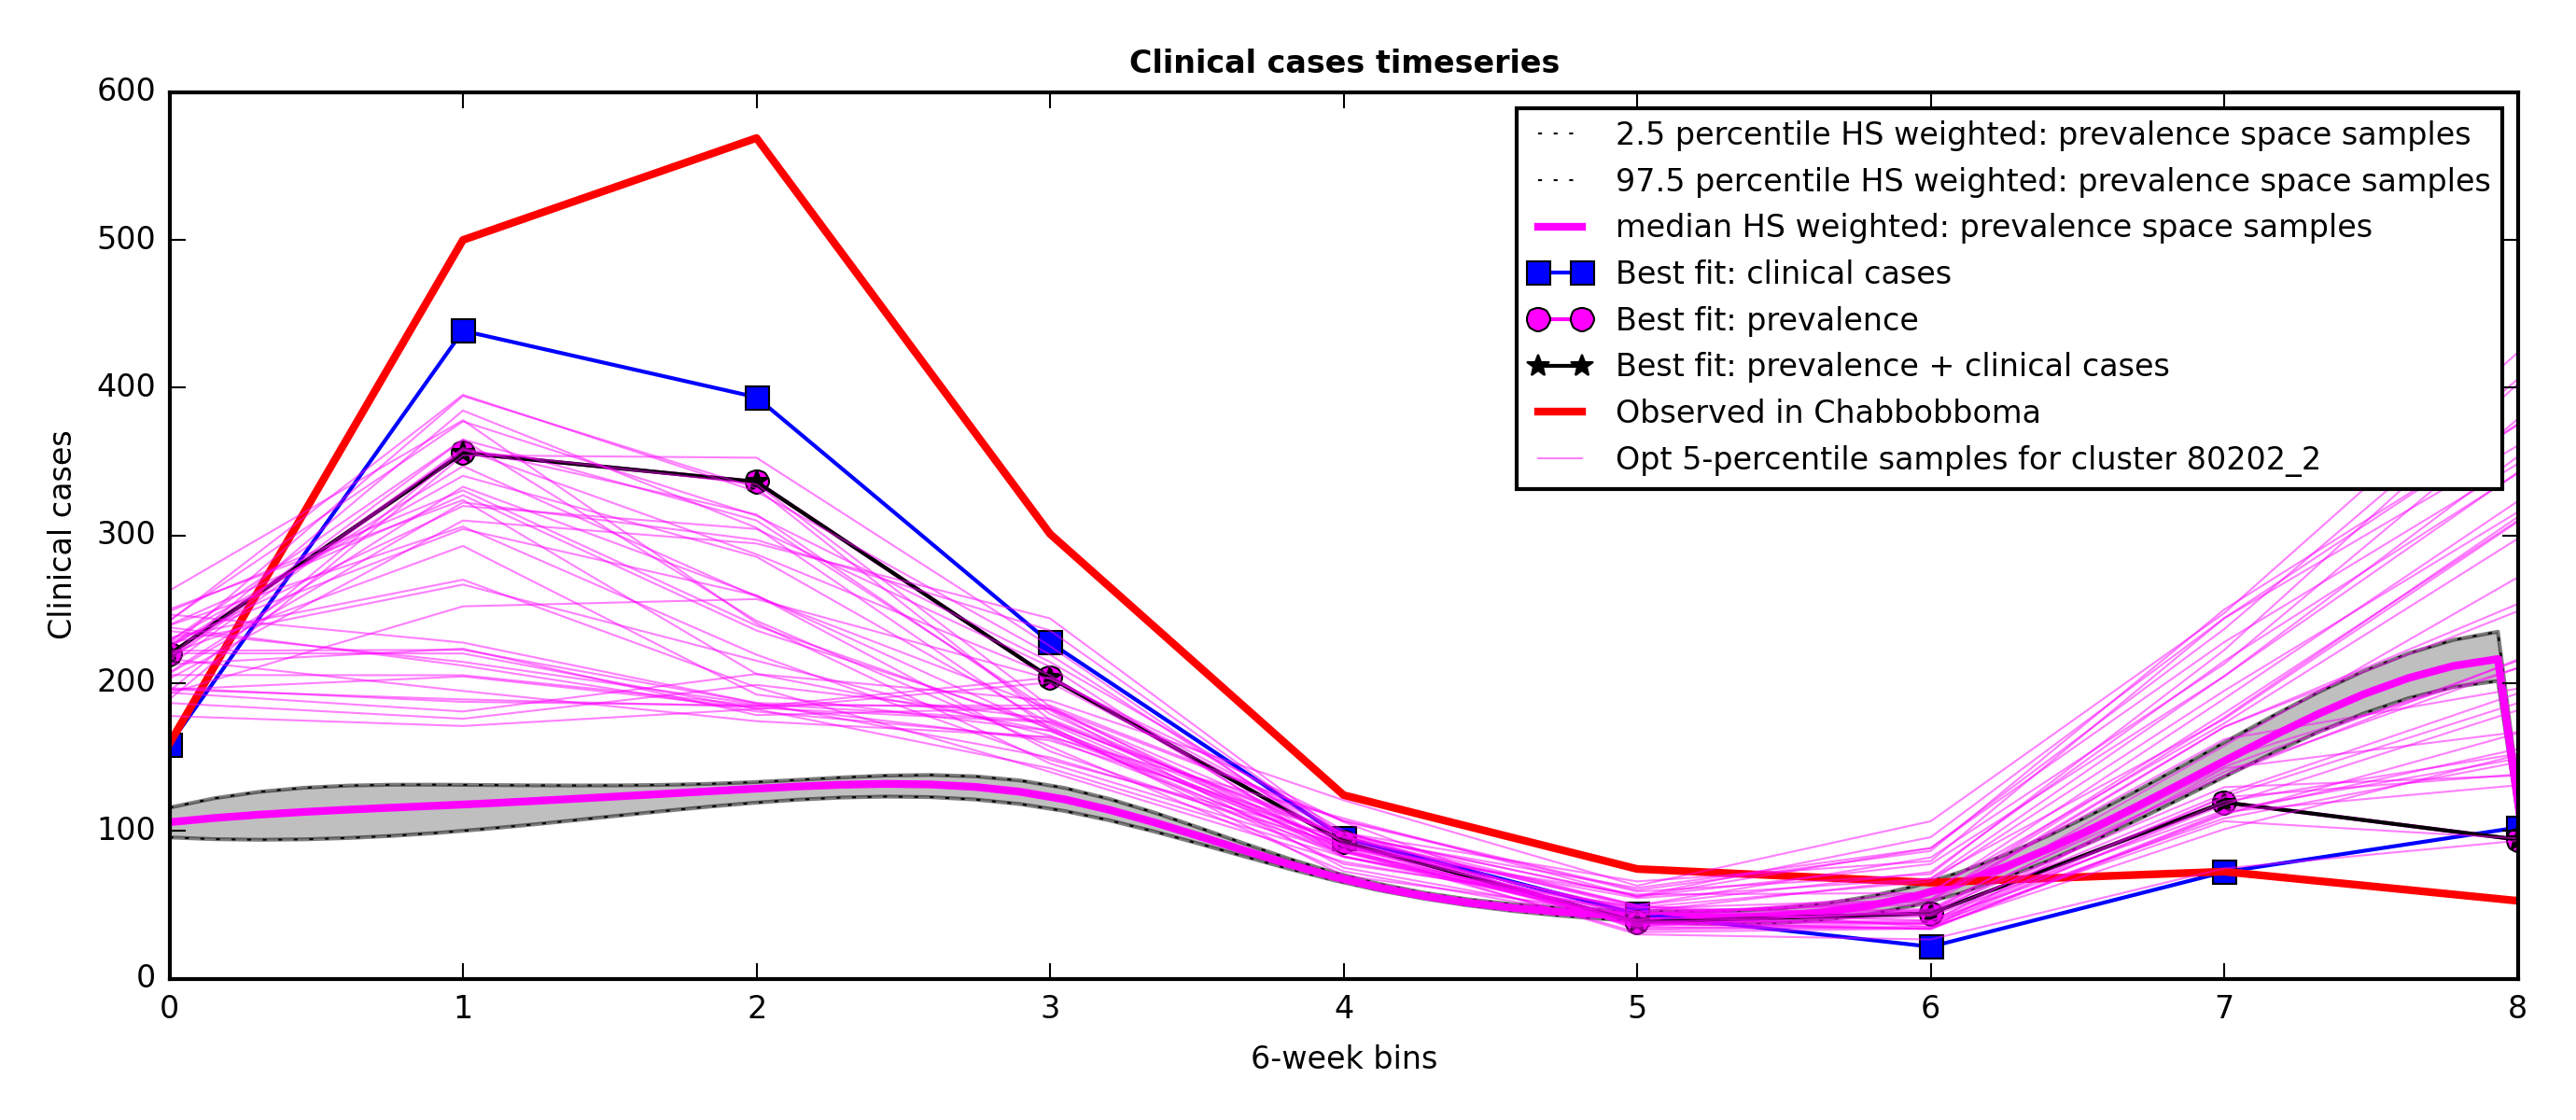 Clinical cases timeseries
600
500
400
300
200
100
0
Clinical cases
0 1 2 3 4 5 6 7 8
6-week bins
2.5 percentile HS weighted: prevalence space samples
97.5 percentile HS weighted: prevalence space samples
median HS weighted: prevalence space samples
Best fit: clinical cases
Best fit: prevalence
Best fit: prevalence + clinical cases
Observed in Chabbobboma
Opt 5-percentile samples for cluster 80202_2